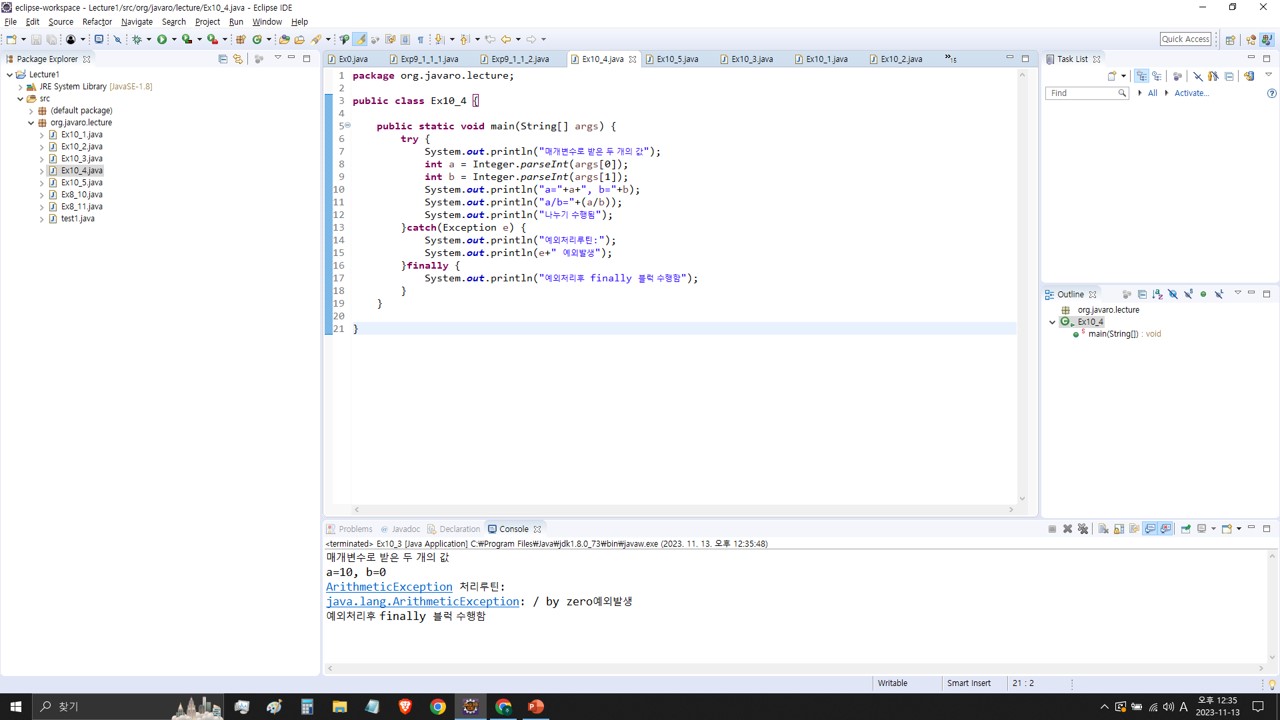 eclipse-workspace - Lecture1/src/org/javaro/lecture/Ex10_4.java - Eclipse IDE
File Edit Source Refactor Navigate Search Project Run Window Help
Quick Access
Package Explorer
Lecture1
JRE System Library [JavaSE-1.8]
src
(default package)
org.javaro.lecture
Ex10_1.java
Ex10_2.java
Ex10_3.java
Ex10_4.java
Ex10_5.java
Ex8_10.java
Ex8_11.java
test1.java
Ex0.java Exp9_1_1_1.java Exp9_1_1_2.java Ex10_4.java Ex10_5.java Ex10_3.java Ex10_1.java Ex10_2.java »15
1 package org.javaro.lecture;
2
3 public class Ex10_4 {
4
5 public static void main(String[] args) {
6 try {
7 System.out.println("매개변수로 받은 두 개의 값");
8 int a = Integer.parseInt(args[0]);
9 int b = Integer.parseInt(args[1]);
10 System.out.println("a="+a+", b="+b);
11 System.out.println("a/b="+(a/b));
12 System.out.println("나누기 수행됨");
13 }catch(Exception e) {
14 System.out.println("예외처리루틴:");
15 System.out.println(e+" 예외발생");
16 }finally {
17 System.out.println("예외처리후 finally 블럭 수행함");
18 }
19 }
20
21 }
Task List
Find All Activate...
Outline
org.javaro.lecture
Ex10_4
main(String[]) : void
Problems Javadoc Declaration Console
<terminated> Ex10_3 [Java Application] C:₩Program Files₩Java₩jdk1.8.0_73₩bin₩javaw.exe (2023. 11. 13. 오후 12:35:48)
매개변수로 받은 두 개의 값
a=10, b=0
ArithmeticException 처리루틴:
java.lang.ArithmeticException: / by zero예외발생
예외처리후 finally 블럭 수행함
Writable Smart Insert 21 : 2
찾기
A
오후 12:35
2023-11-13